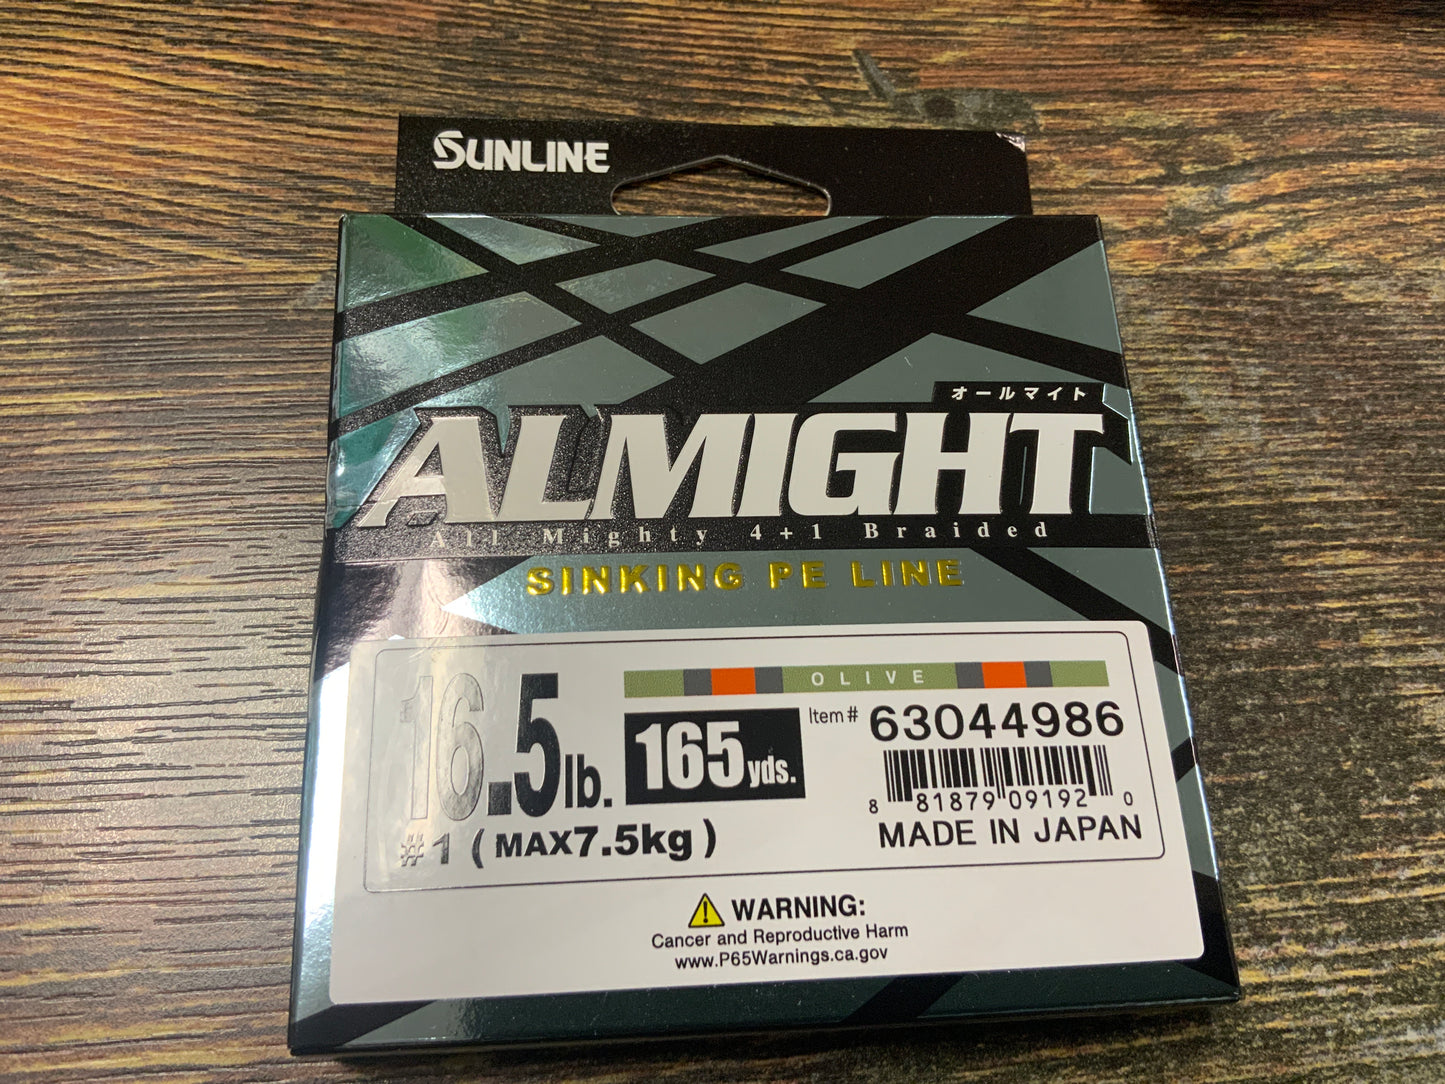 SUNLINE
オールマイト
ALMIGHT
All Mighty 4+1 Braided
SINKING PE LINE
OLIVE
16.5lb.
165yds.
Item# 63044986
8 81879 09192 0
#1 (MAX7.5kg)
MADE IN JAPAN
WARNING:
Cancer and Reproductive Harm
www.P65Warnings.ca.gov